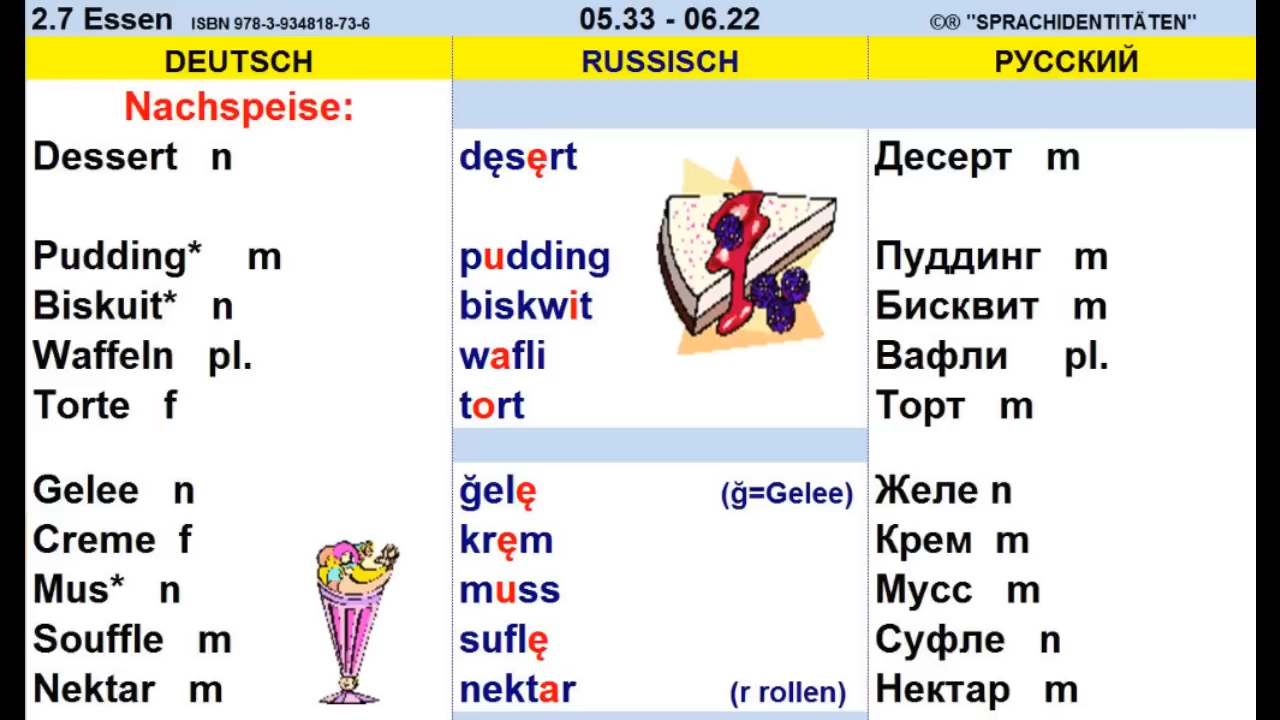 2.7 Essen ISBN 978-3-934818-73-6 05.33 - 06.22 ©® "SPRACHIDENTITÄTEN"
DEUTSCH RUSSISCH РУССКИЙ
Nachspeise:
Dessert n dęsęrt Десерт m
Pudding* m pudding Пуддинг m
Biskuit* n biskwit Бисквит m
Waffeln pl. wafli Вафли pl.
Torte f tort Торт m
Gelee n ğelę (ğ=Gelee) Желе n
Creme f kręm Крем m
Mus* n muss Мусс m
Souffle m suflę Суфле n
Nektar m nektar (r rollen) Нектар m